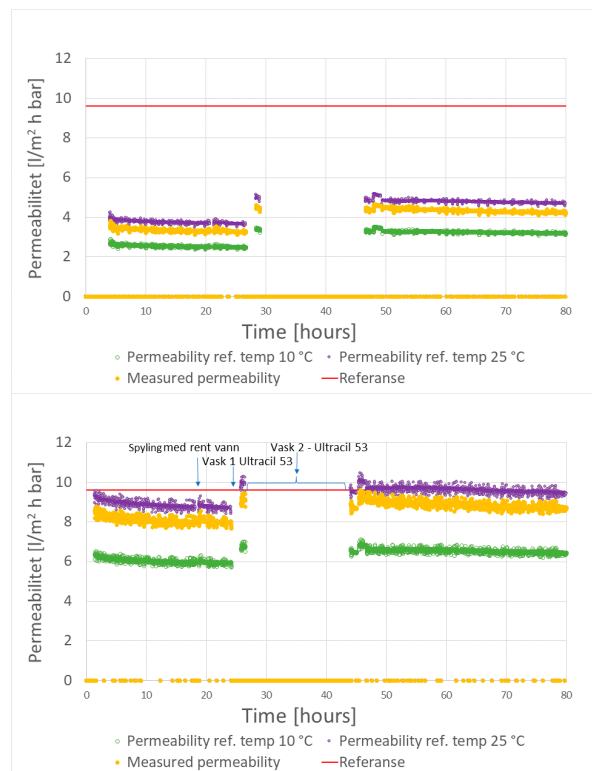 12
10
8
6
4
2
0
Permeabilitet [l/m² h bar]
0 10 20 30 40 50 60 70 80
Time [hours]
Permeability ref. temp 10 °C Permeability ref. temp 25 °C
Measured permeability Referanse
Spyling med rent vann Vask 2 - Ultracil 53
Vask 1 Ultracil 53
12
10
8
6
4
2
0
Permeabilitet [l/m² h bar]
0 10 20 30 40 50 60 70 80
Time [hours]
Permeability ref. temp 10 °C Permeability ref. temp 25 °C
Measured permeability Referanse